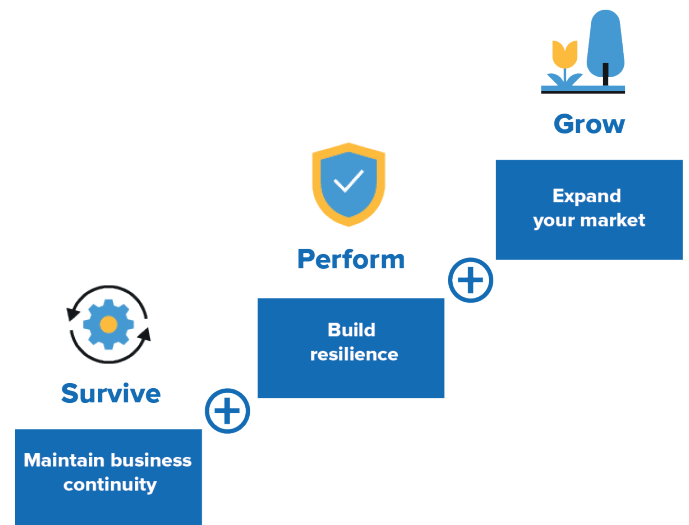 Grow
Expand
your market
Perform
Build
resilience
Survive
Maintain business
continuity